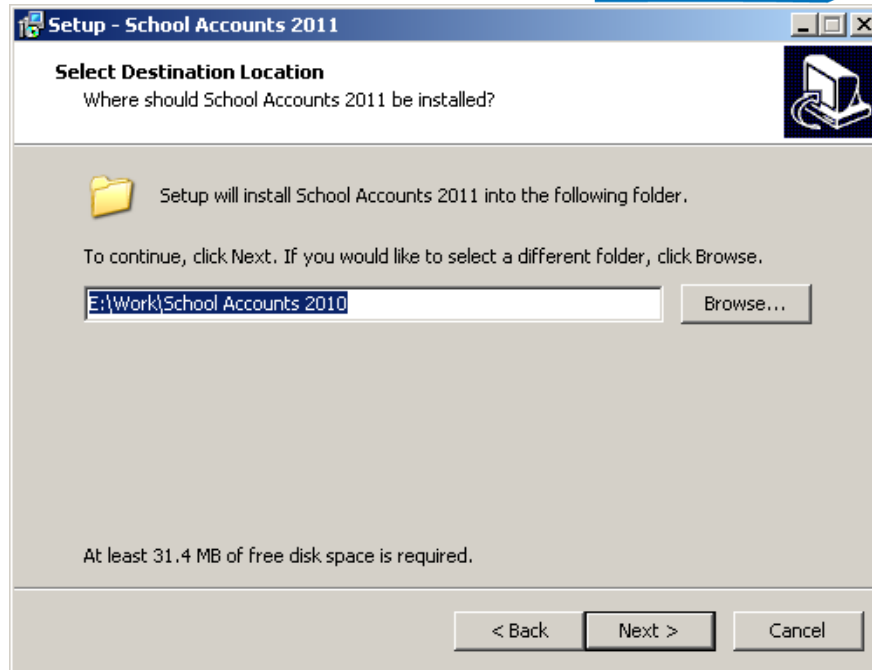 Setup - School Accounts 2011
Select Destination Location
Where should School Accounts 2011 be installed?
Setup will install School Accounts 2011 into the following folder.
To continue, click Next. If you would like to select a different folder, click Browse.
E:\Work\School Accounts 2010
Browse...
At least 31.4 MB of free disk space is required.
< Back
Next >
Cancel